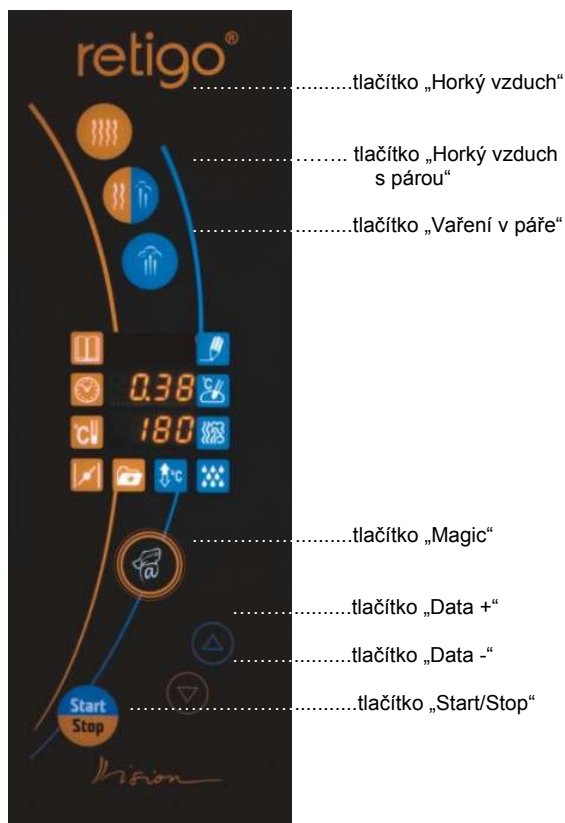 retigo®
………………..........tlačítko „Horký vzduch“
…………………….. tlačítko „Horký vzduch
s párou“
………………..........tlačítko „Vaření v páře“
0.38
°C
°C
180
°C
@
………………..........tlačítko „Magic“
…………..............tlačítko „Data +“
…………..............tlačítko „Data -“
Start
Stop
……………………...........tlačítko „Start/Stop“
Vision